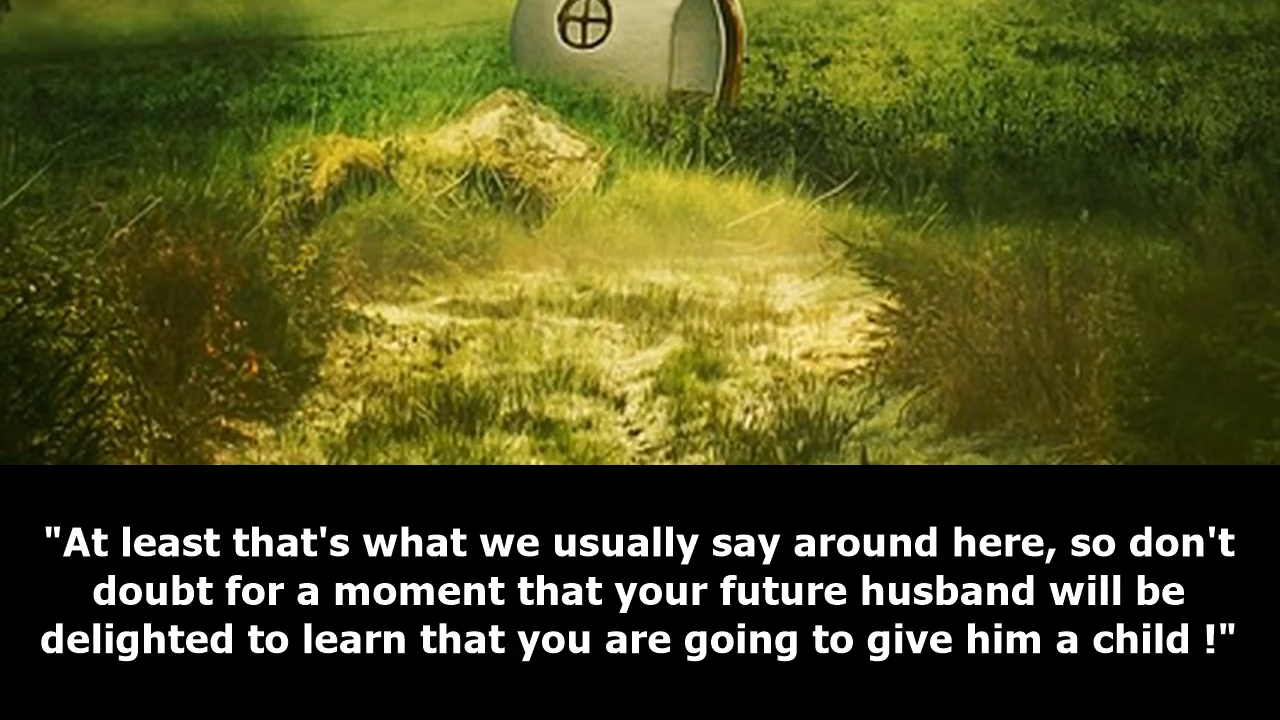 "At least that's what we usually say around here, so don't
doubt for a moment that your future husband will be
delighted to learn that you are going to give him a child !"